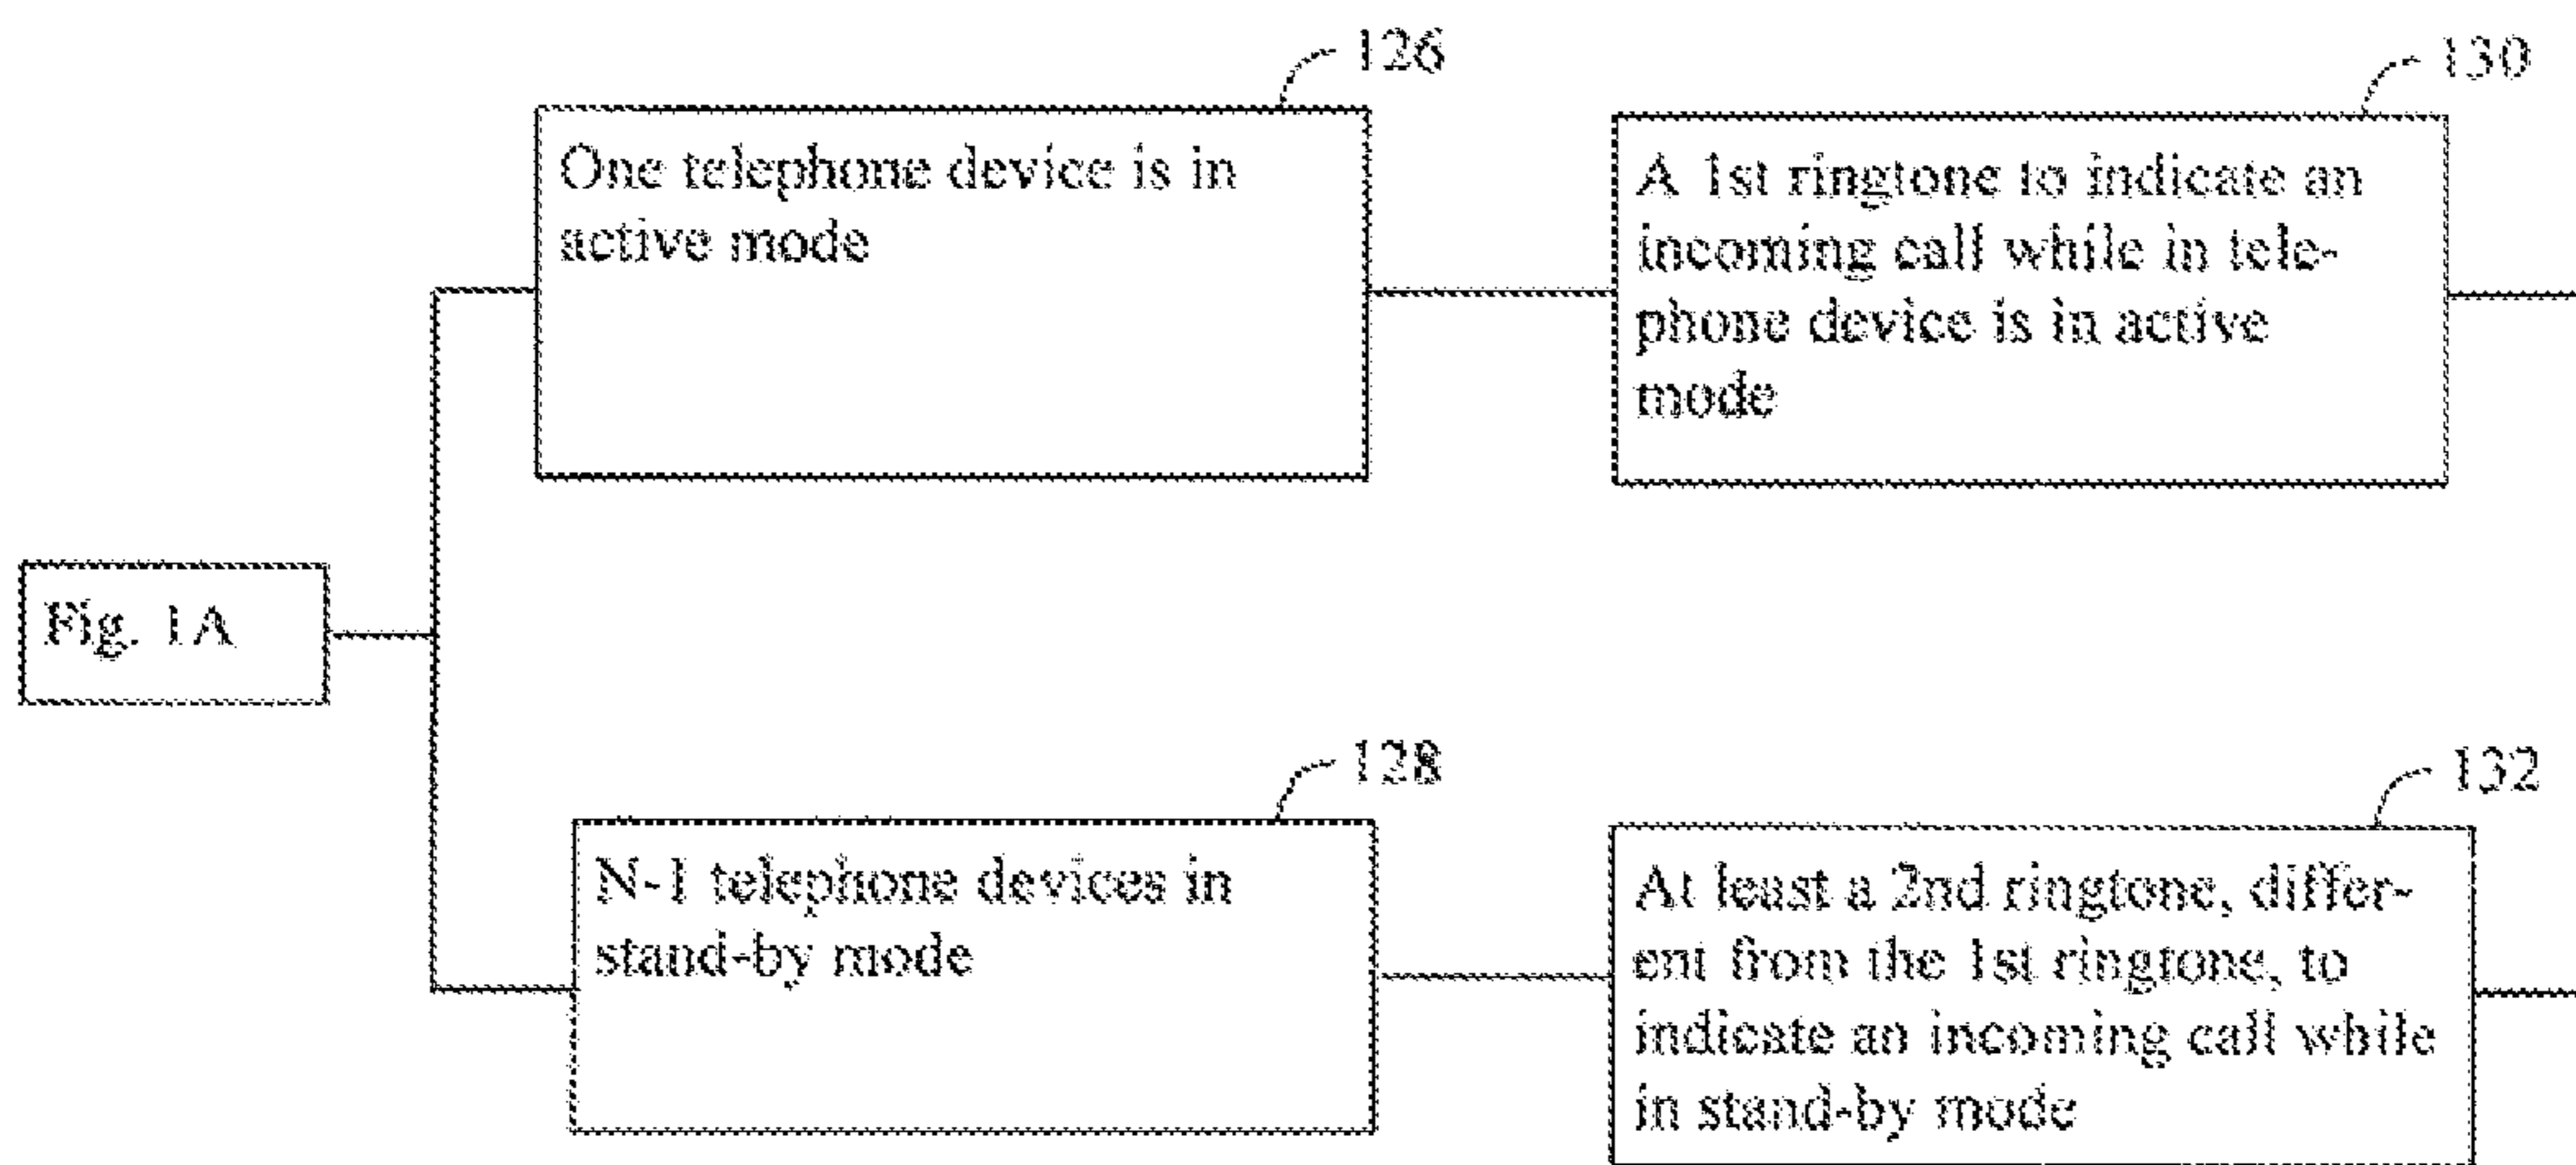 126
One telephone device is in
active mode
130
A 1st ringtone to indicate an
incoming call while in tele-
phone device is in active
mode
Fig. 1A
128
N-1 telephone devices in
stand-by mode
132
At least a 2nd ringtone, differ-
ent from the 1st ringtone, to
indicate an incoming call while
in stand-by mode